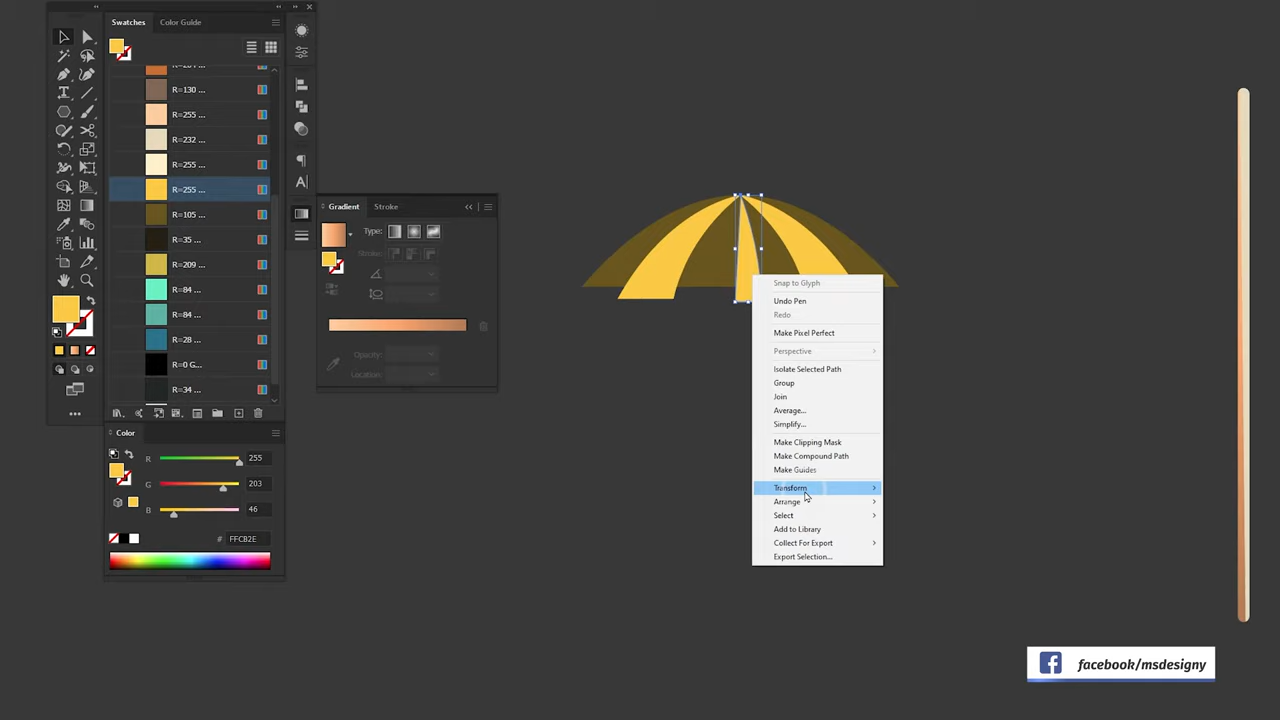 Swatches
Color Guide
R=130 ...
R=255 ...
R=232 ...
R=255 ...
R=255 ...
R=105 ...
R=35 ...
R=209 ...
R=84 ...
R=84 ...
R=28 ...
R=0 G...
R=34 ...
Color
R
255
G
203
B
46
#
FFCB2E
Gradient
Stroke
Type:
Stroke:
Opacity:
Location:
Snap to Glyph
Undo Pen
Redo
Make Pixel Perfect
Perspective
Isolate Selected Path
Group
Join
Average...
Simplify...
Make Clipping Mask
Make Compound Path
Make Guides
Transform
Arrange
Select
Add to Library
Collect For Export
Export Selection...
facebook/msdesigny